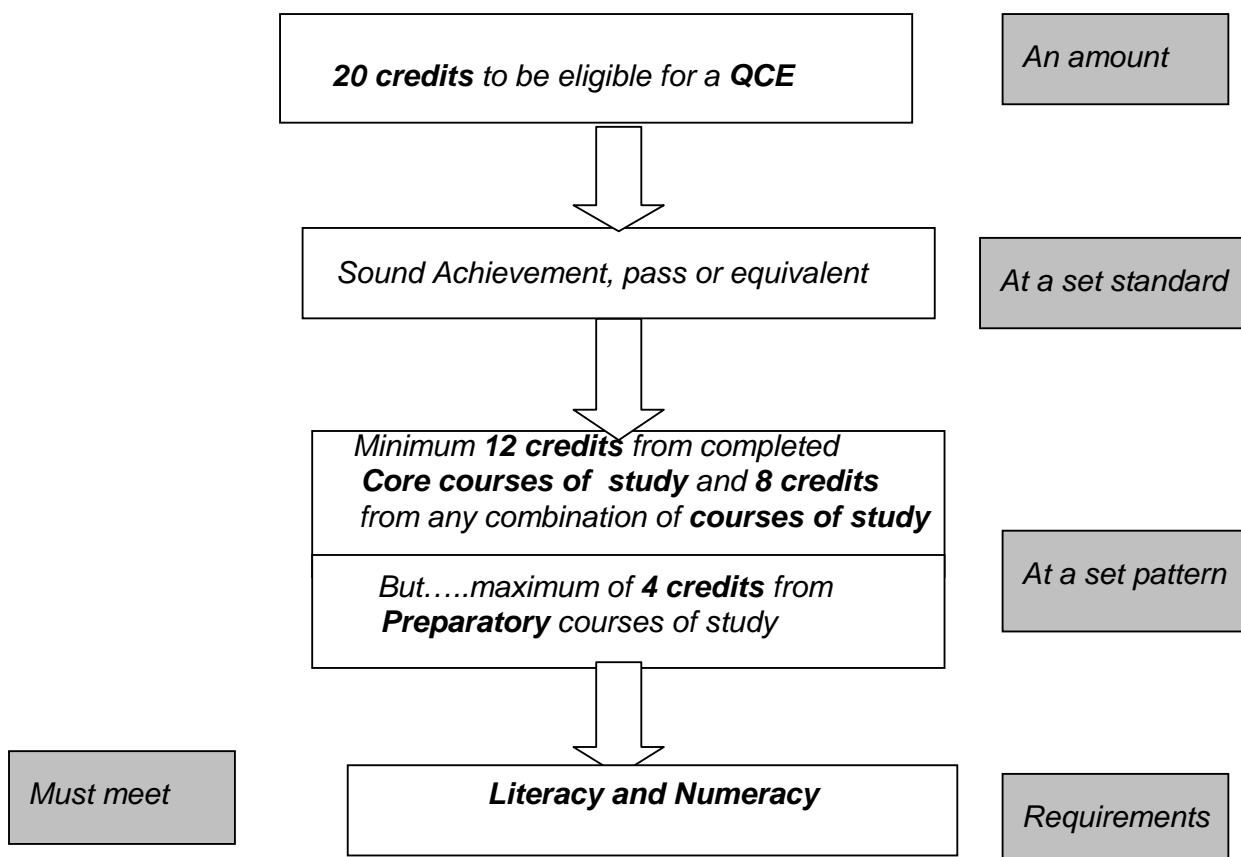 20 credits to be eligible for a QCE
An amount
Sound Achievement, pass or equivalent
At a set standard
Minimum 12 credits from completed
Core courses of study and 8 credits
from any combination of courses of study
But…..maximum of 4 credits from
Preparatory courses of study
At a set pattern
Must meet
Literacy and Numeracy
Requirements